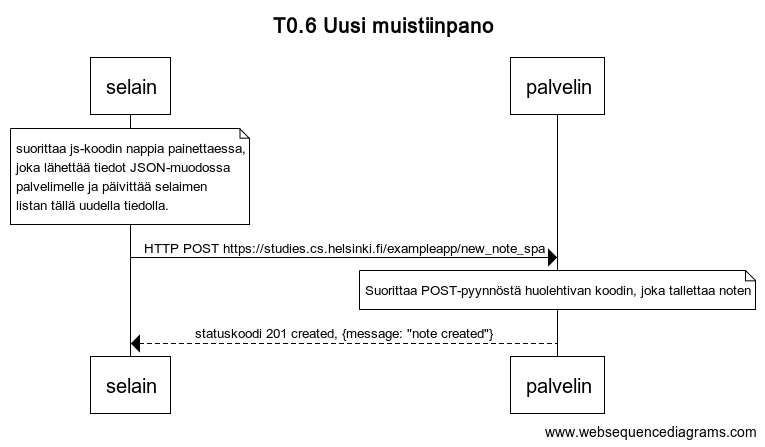 T0.6 Uusi muistiinpano
selain
palvelin
suorittaa js-koodin nappia painettaessa,
joka lähettää tiedot JSON-muodossa
palvelimelle ja päivittää selaimen
listan tällä uudella tiedolla.
HTTP POST https://studies.cs.helsinki.fi/exampleapp/new_note_spa
Suorittaa POST-pyynnöstä huolehtivan koodin, joka tallettaa noten
statuskoodi 201 created, {message: "note created"}
selain
palvelin
www.websequencediagrams.com